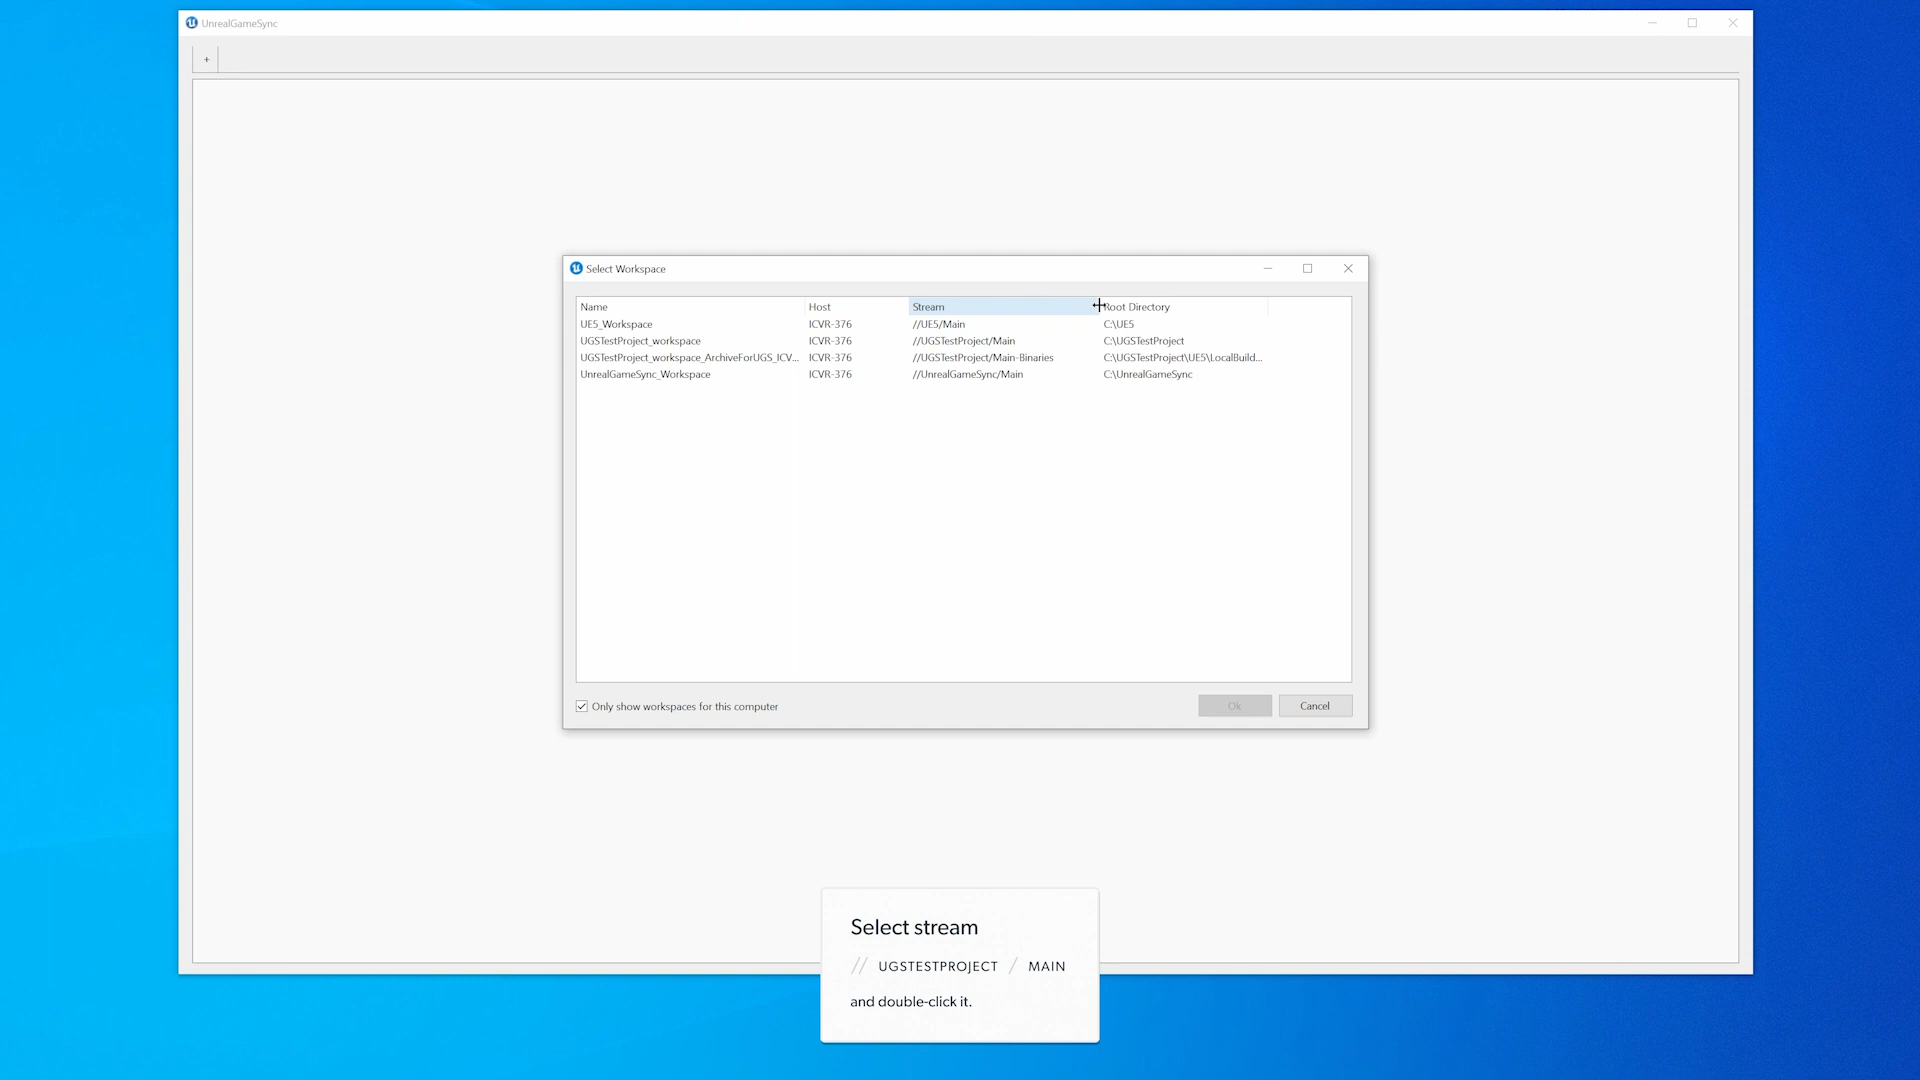 UnrealGameSync
+
Select Workspace
Name Host Stream Root Directory
UE5_Workspace ICVR-376 //UE5/Main C:\UE5
UGSTestProject_workspace ICVR-376 //UGSTestProject/Main C:\UGSTestProject
UGSTestProject_workspace_ArchiveForUGS_ICV... ICVR-376 //UGSTestProject/Main-Binaries C:\UGSTestProject\UE5\LocalBuild...
UnrealGameSync_Workspace ICVR-376 //UnrealGameSync/Main C:\UnrealGameSync
Only show workspaces for this computer Ok Cancel
Select stream
// UGSTESTPROJECT / MAIN
and double-click it.